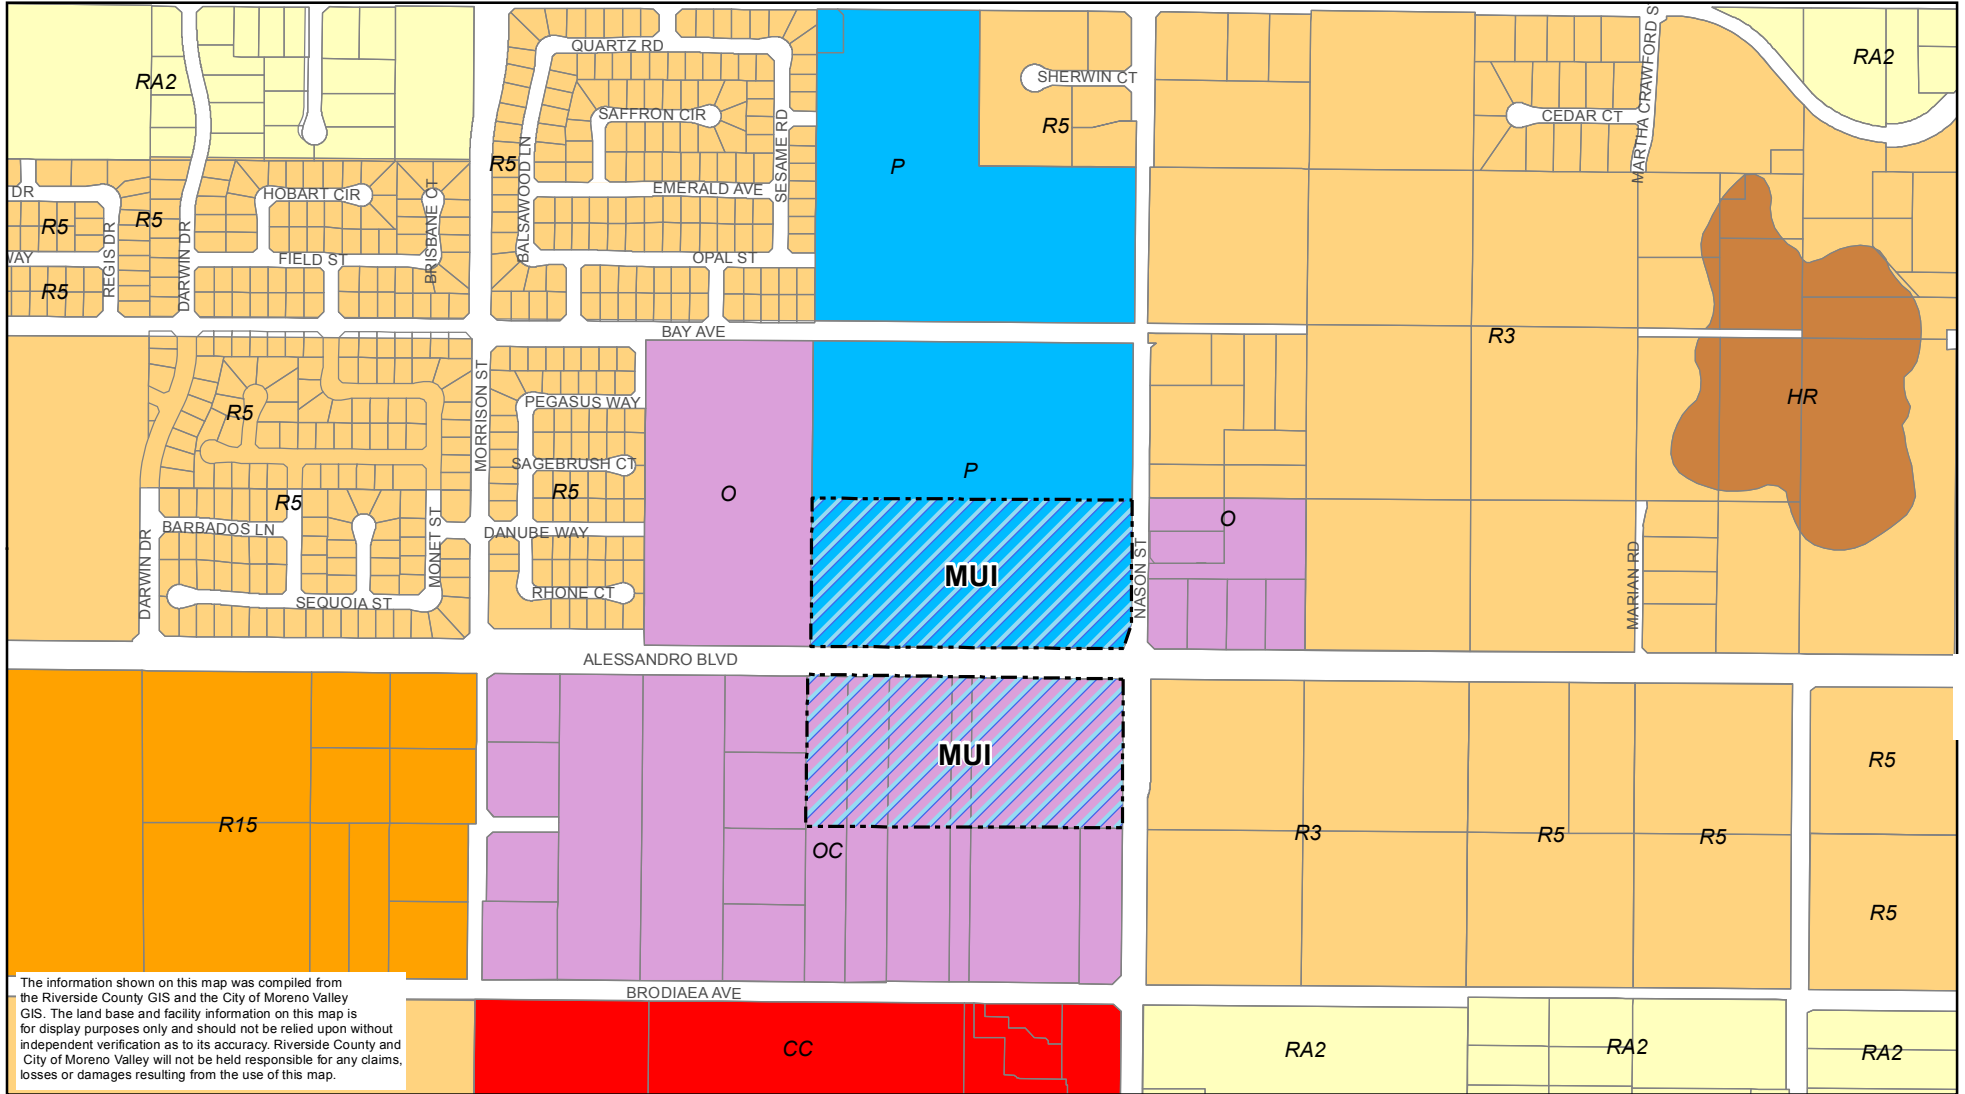 QUARTZ RD
MARTHA CRAWFORD S
RA2
RA2
SHERWIN CT
SAFFRON CIR
CEDAR CT
R5
SESAME RD
R5
BALSAWOOD LN
P
DR
HOBART CIR
EMERALD AVE
BRISBANE CT
R5
R5
REGIS DR
DARWIN DR
WAY
FIELD ST
OPAL ST
R5
BAY AVE
R3
MORRISON ST
R5
PEGASUS WAY
HR
SAGEBRUSH CT
P
R5
O
R5
O
BARBADOS LN
DANUBE WAY
MONET ST
DARWIN DR
MUI
NASON ST
MARIAN RD
RHONE CT
SEQUOIA ST
ALESSANDRO BLVD
MUI
R5
R15
OC
R3
R5
R5
R5
BRODIAEA AVE
CC
RA2
RA2
RA2
The information shown on this map was compiled from
the Riverside County GIS and the City of Moreno Valley
GIS. The land base and facility information on this map is
for display purposes only and should not be relied upon without
independent verification as to its accuracy. Riverside County and
City of Moreno Valley will not be held responsible for any claims,
losses or damages resulting from the use of this map.